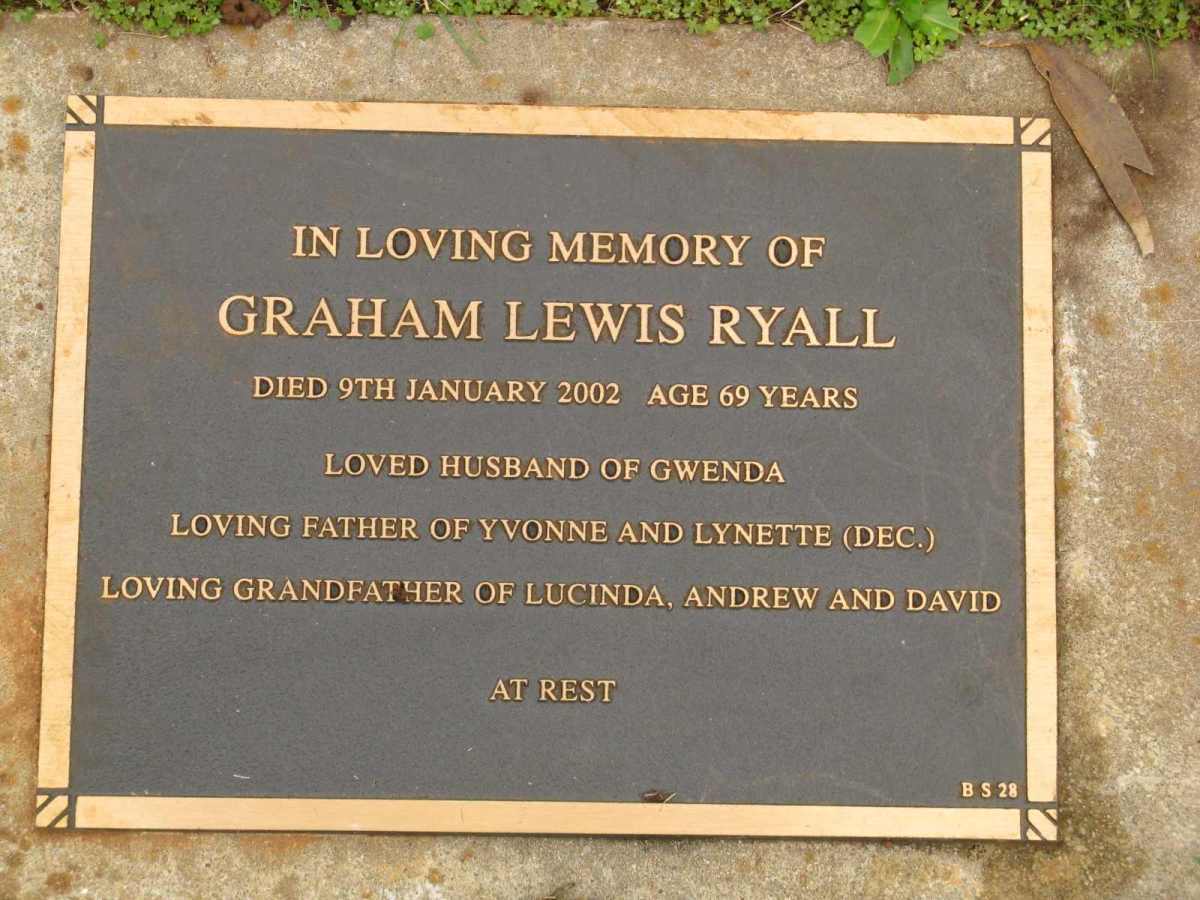 IN LOVING MEMORY OF
GRAHAM LEWIS RYALL
DIED 9TH JANUARY 2002 AGE 69 YEARS
LOVED HUSBAND OF GWENDA
LOVING FATHER OF YVONNE AND LYNETTE (DEC.)
LOVING GRANDFATHER OF LUCINDA, ANDREW AND DAVID
AT REST
B S 28